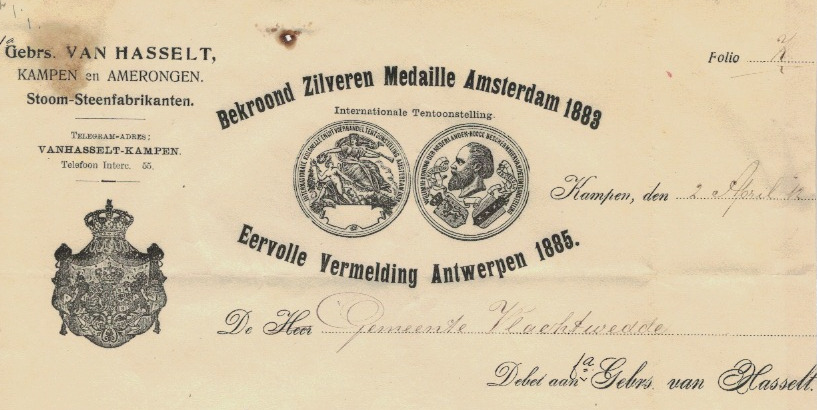 Gebrs. VAN HASSELT,
KAMPEN en AMERONGEN.
Stoom-Steenfabrikanten.
TELEGRAM-ADRES:
VANHASSELT-KAMPEN.
Telefoon Interc. 55.
Bekroond Zilveren Medaille Amsterdam 1883
Internationale Tentoonstelling.
Eervolle Vermelding Antwerpen 1885.
Folio
Kampen, den 2 April
De Heer Gemeente Vlachtwedde
Debet aan Gebrs. van Hasselt.